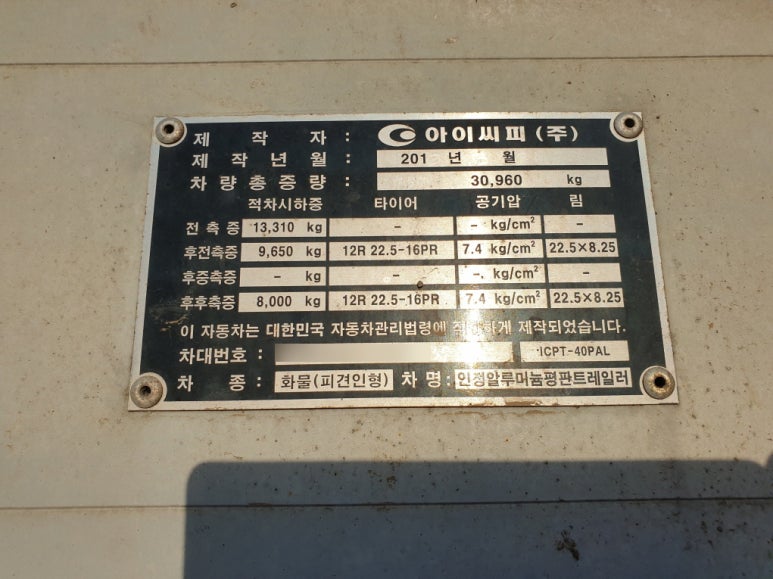 제 작 자 : 아이씨피 (주)
제 작 년 월 : 201 년 월
차 량 총 중 량 : 30,960 kg
적차시하중 타이어 공기압 림
전 축 중 13,310 kg - - kg/cm² -
후전축중 9,650 kg 12R 22.5-16PR 7.4 kg/cm² 22.5×8.25
후중축중 - kg - - kg/cm² -
후후축중 8,000 kg 12R 22.5-16PR 7.4 kg/cm² 22.5×8.25
이 자동차는 대한민국 자동차관리법령에 적합하게 제작되었습니다.
차대번호 : ICPT-40PAL
차 종 : 화물(피견인형) 차 명 : 인정알루미늄평판트레일러